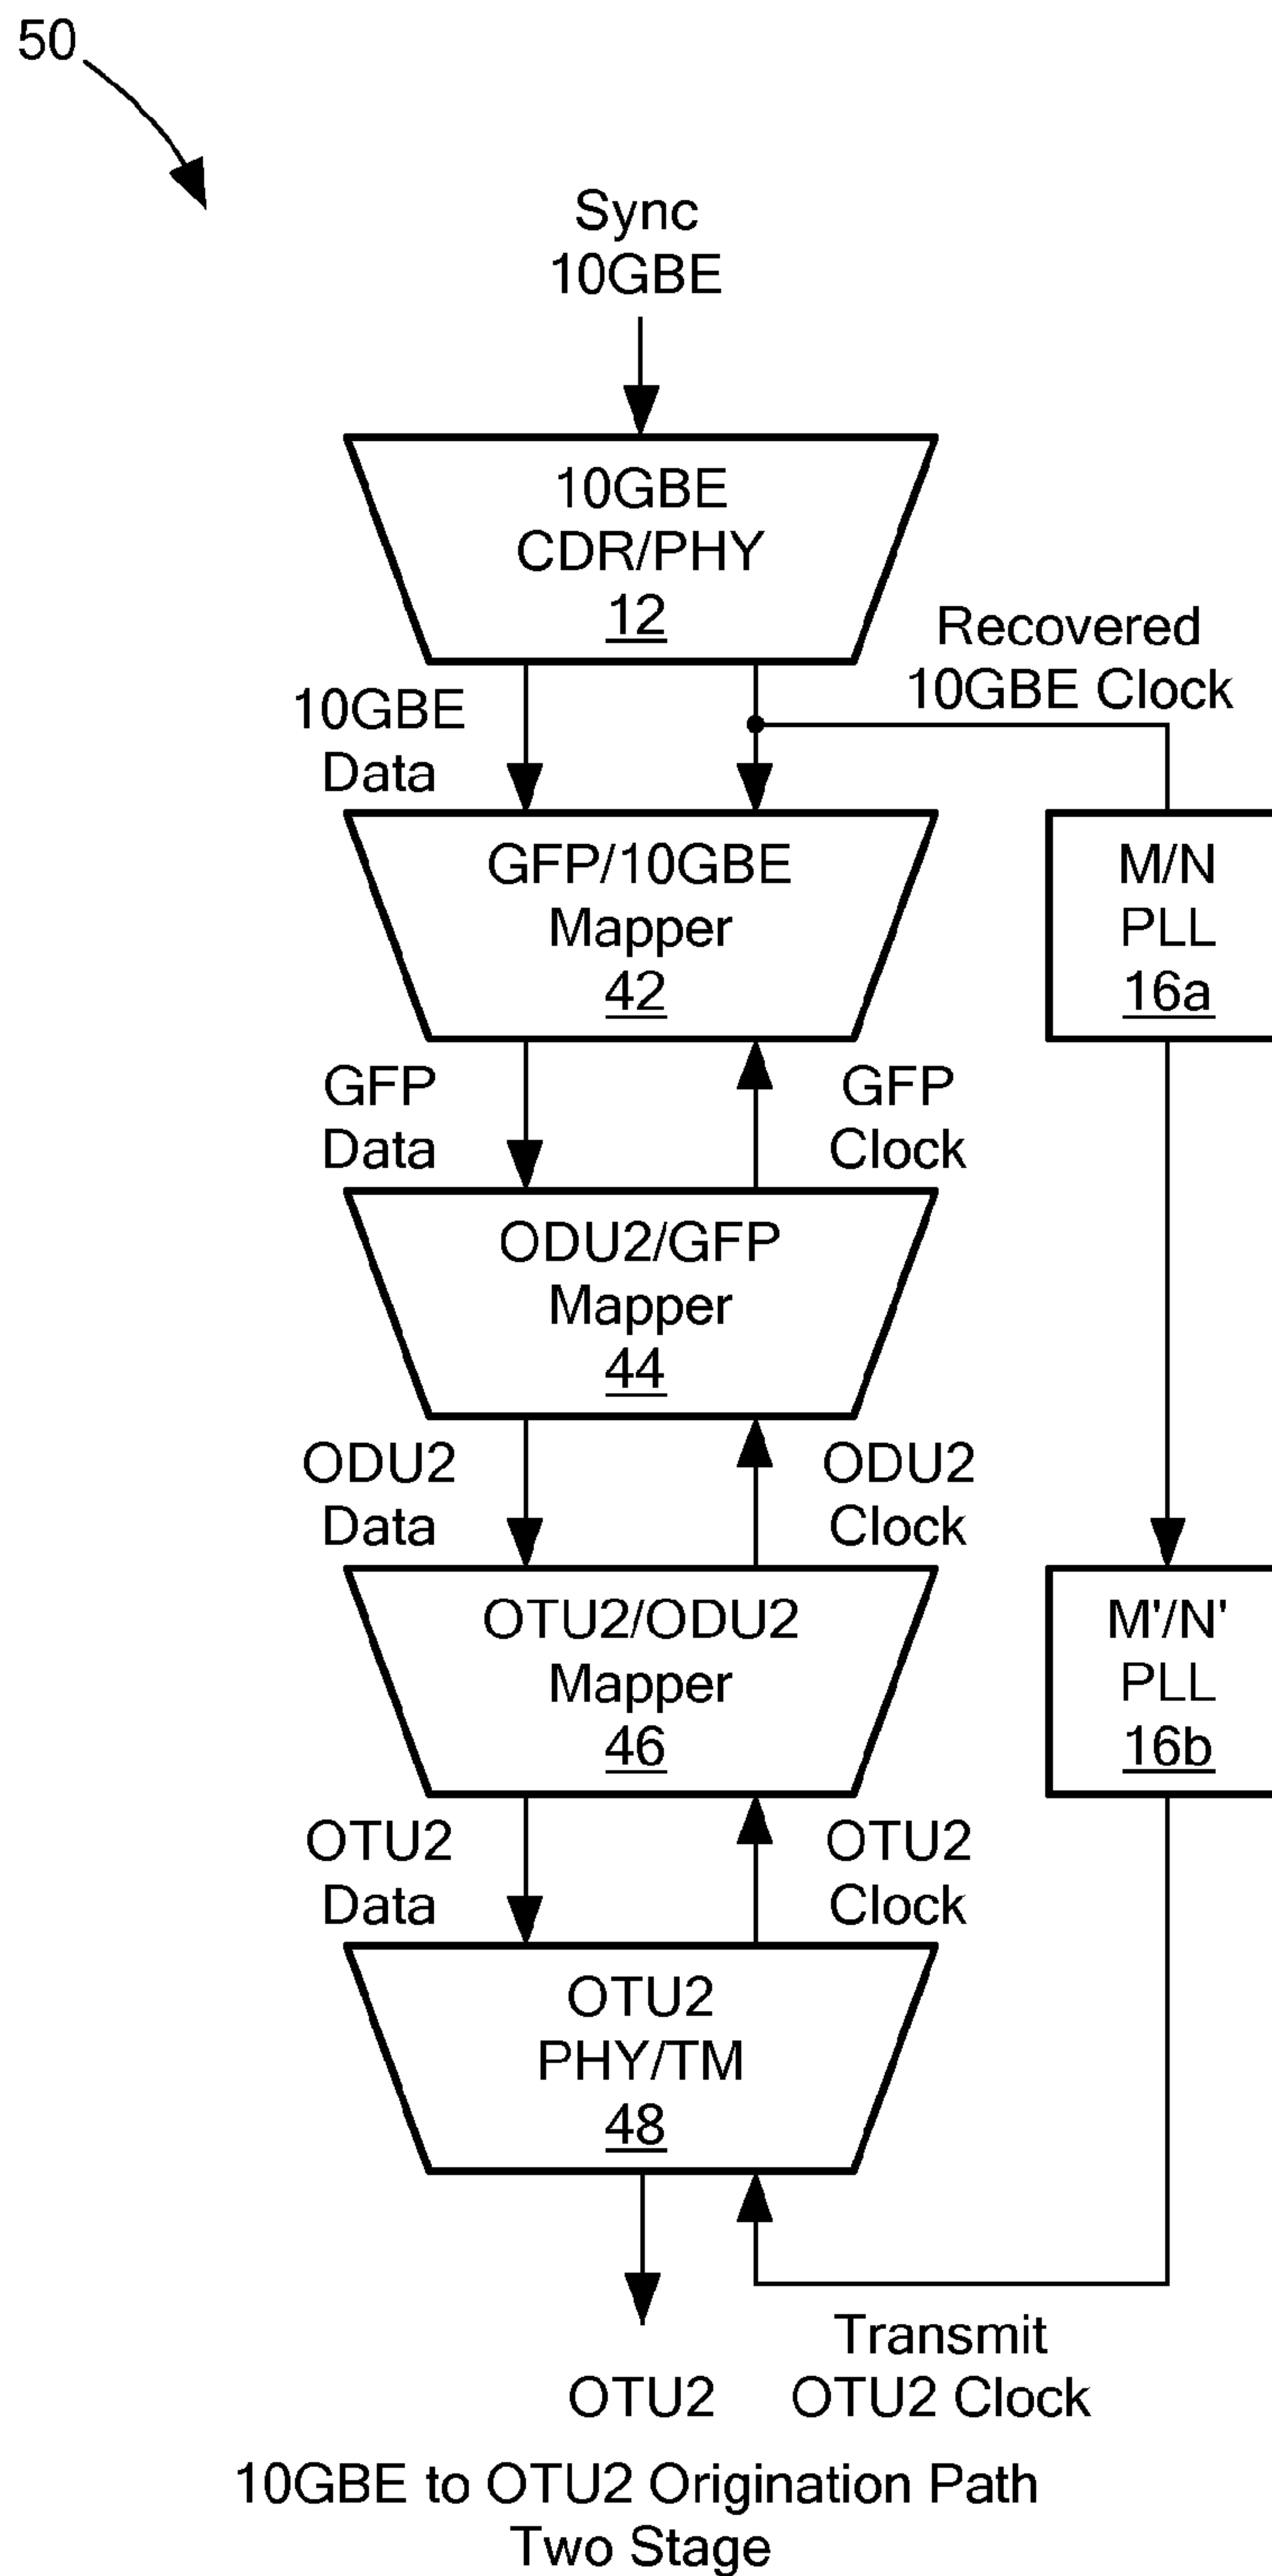 50
Sync
10GBE
10GBE
CDR/PHY
12
Recovered
10GBE Clock
10GBE
Data
GFP/10GBE
Mapper
42
M/N
PLL
16a
GFP
Data
GFP
Clock
ODU2/GFP
Mapper
44
ODU2
Data
ODU2
Clock
OTU2/ODU2
Mapper
46
M'/N'
PLL
16b
OTU2
Data
OTU2
Clock
OTU2
PHY/TM
48
OTU2
Transmit
OTU2 Clock
10GBE to OTU2 Origination Path
Two Stage